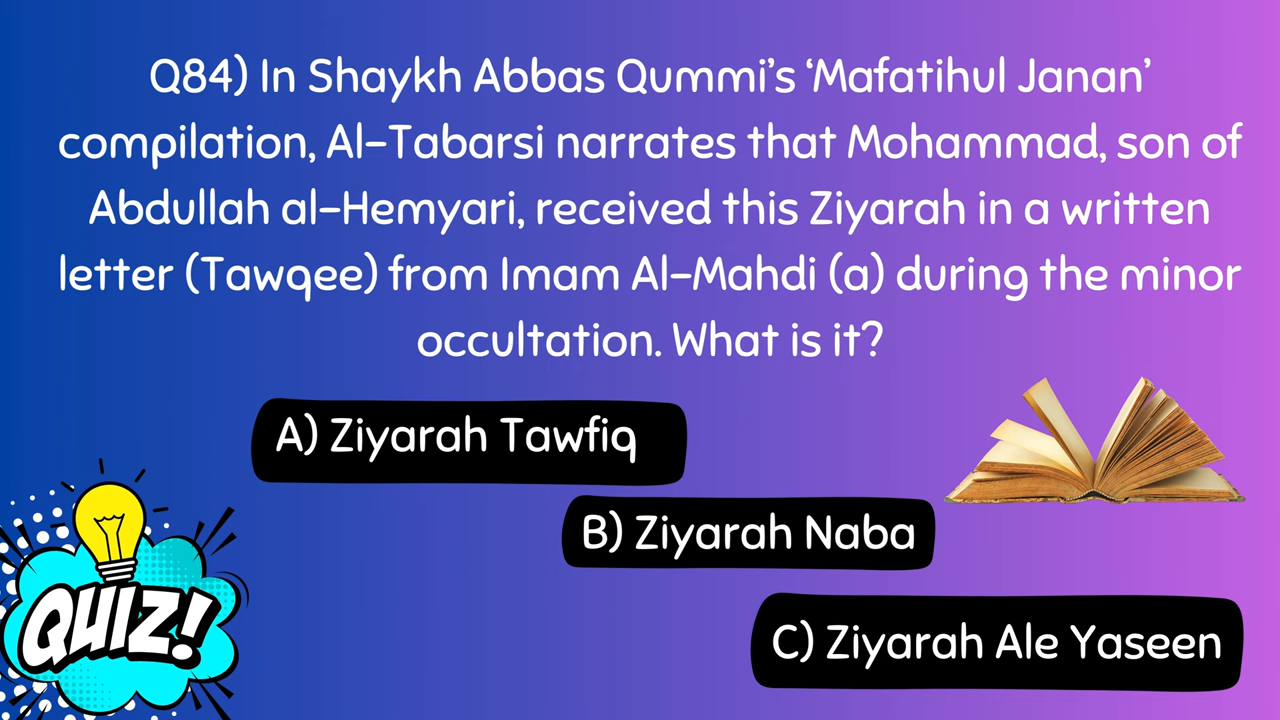 Q84) In Shaykh Abbas Qummi’s ‘Mafatihul Janan’
compilation, Al-Tabarsi narrates that Mohammad, son of
Abdullah al-Hemyari, received this Ziyarah in a written
letter (Tawqee) from Imam Al-Mahdi (a) during the minor
occultation. What is it?
A) Ziyarah Tawfiq
B) Ziyarah Naba
C) Ziyarah Ale Yaseen
QUIZ!